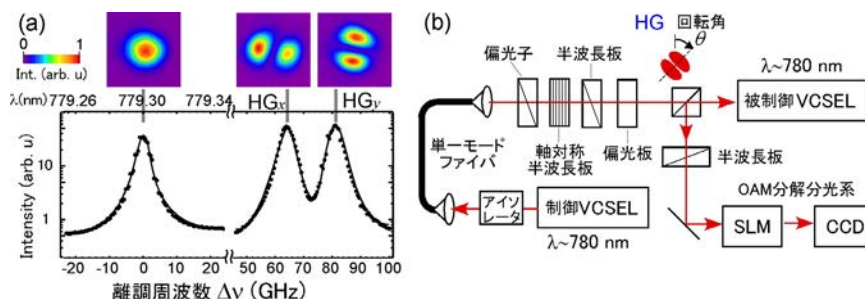 (a)
0 1
Int. (arb. u)
λ(nm) 779.26 779.30 779.34
HGx HGy
Intensity (arb. u)
10
1
-20 -10 0 10 20 50 60 70 80 90 100
離調周波数 Δν (GHz)
(b)
HG 回転角
θ
偏光子
半波長板
λ~780 nm
被制御VCSEL
単一モード
ファイバ
軸対称
半波長板
偏光板
半波長板
アイソ
レータ
制御VCSEL
λ~780 nm
OAM分解分光系
SLM
CCD